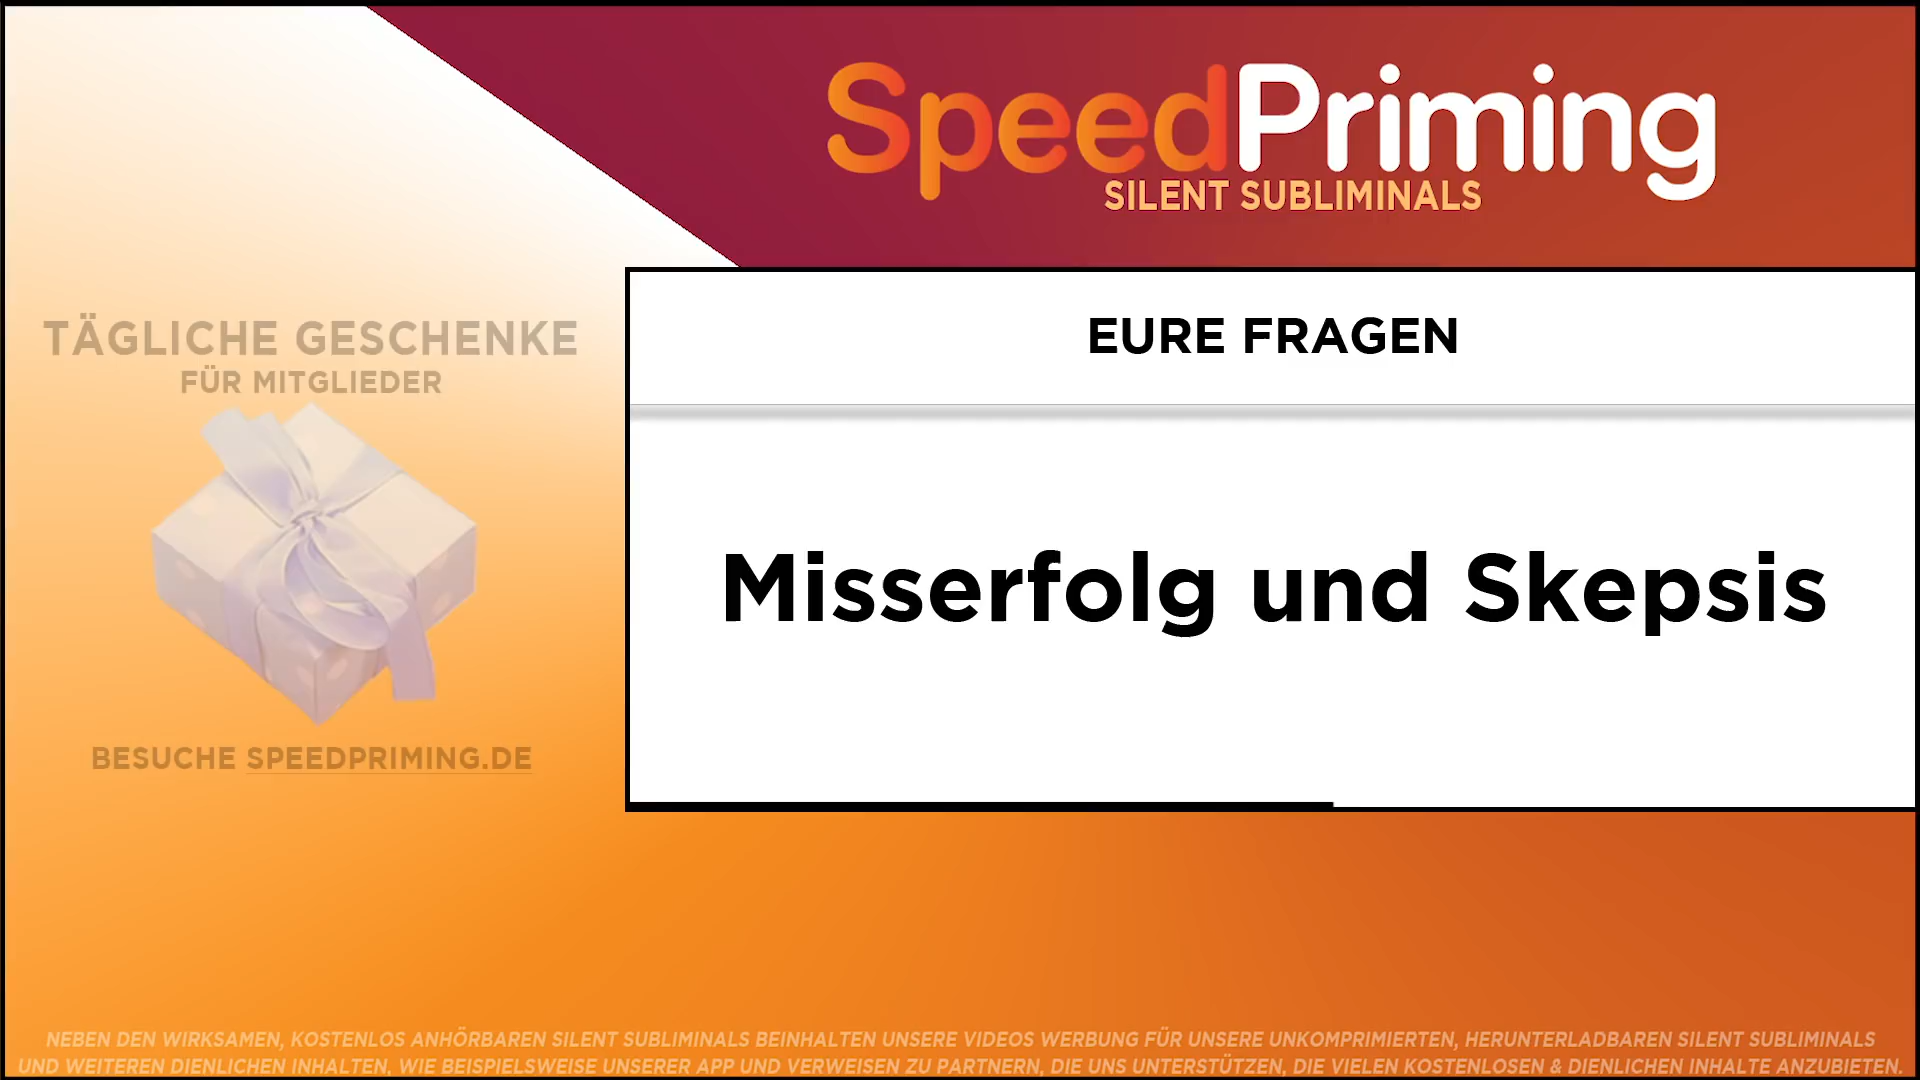 SpeedPriming
SILENT SUBLIMINALS
TÄGLICHE GESCHENKE
FÜR MITGLIEDER
BESUCHE SPEEDPRIMING.DE
EURE FRAGEN
Misserfolg und Skepsis
NEBEN DEN WIRKSAMEN, KOSTENLOS ANHÖRBAREN SILENT SUBLIMINALS BEINHALTEN UNSERE VIDEOS WERBUNG FÜR UNSERE UNKOMPRIMIERTEN, HERUNTERLADBAREN SILENT SUBLIMINALS
UND WEITEREN DIENLICHEN INHALTEN, WIE BEISPIELSWEISE UNSERER APP UND VERWEISEN ZU PARTNERN, DIE UNS UNTERSTÜTZEN, DIE VIELEN KOSTENLOSEN & DIENLICHEN INHALTE ANZUBIETEN.